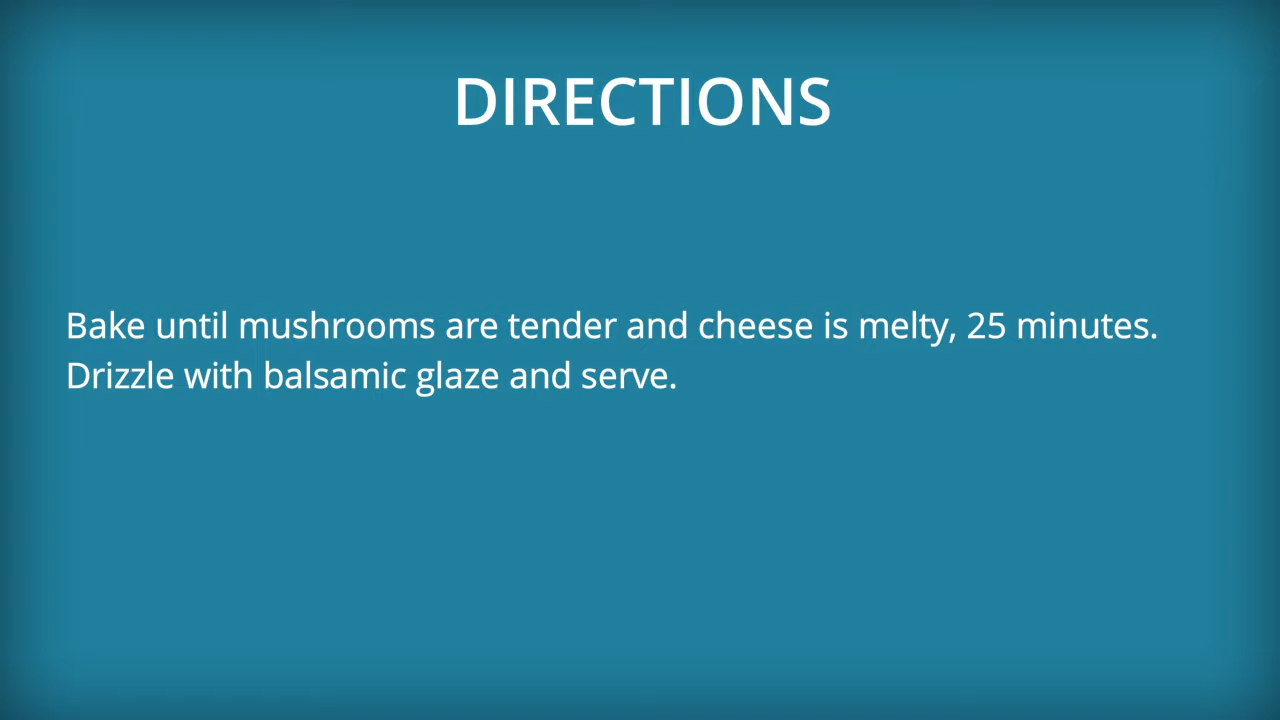 DIRECTIONS
Bake until mushrooms are tender and cheese is melty, 25 minutes.
Drizzle with balsamic glaze and serve.